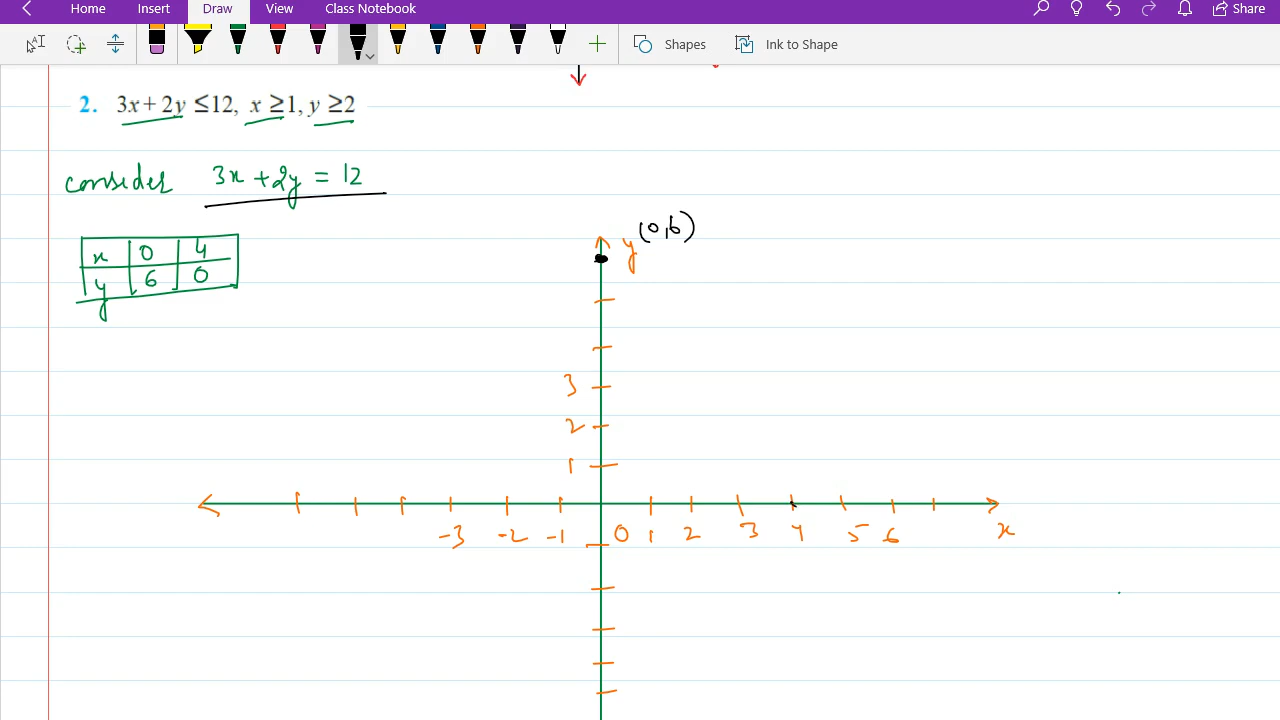 Home Insert Draw View Class Notebook Share
Shapes Ink to Shape
2. 3x + 2y ≤12, x ≥1, y ≥2
consider 3x + 2y = 12
x 0 4
y 6 0
(0,6)
y
3
2
1
-3 -2 -1 0 1 2 3 4 5 6 x